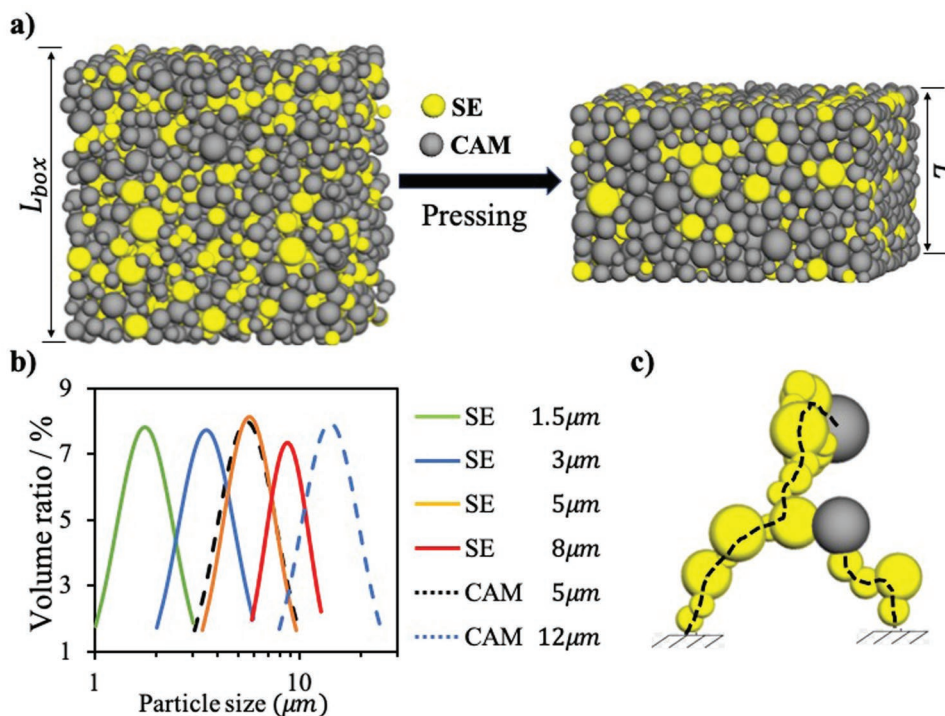 a)
L_box
SE
CAM
Pressing
L
b)
Volume ratio / %
9
7
5
3
1
1
10
Particle size (μm)
SE 1.5μm
SE 3μm
SE 5μm
SE 8μm
CAM 5μm
CAM 12μm
c)